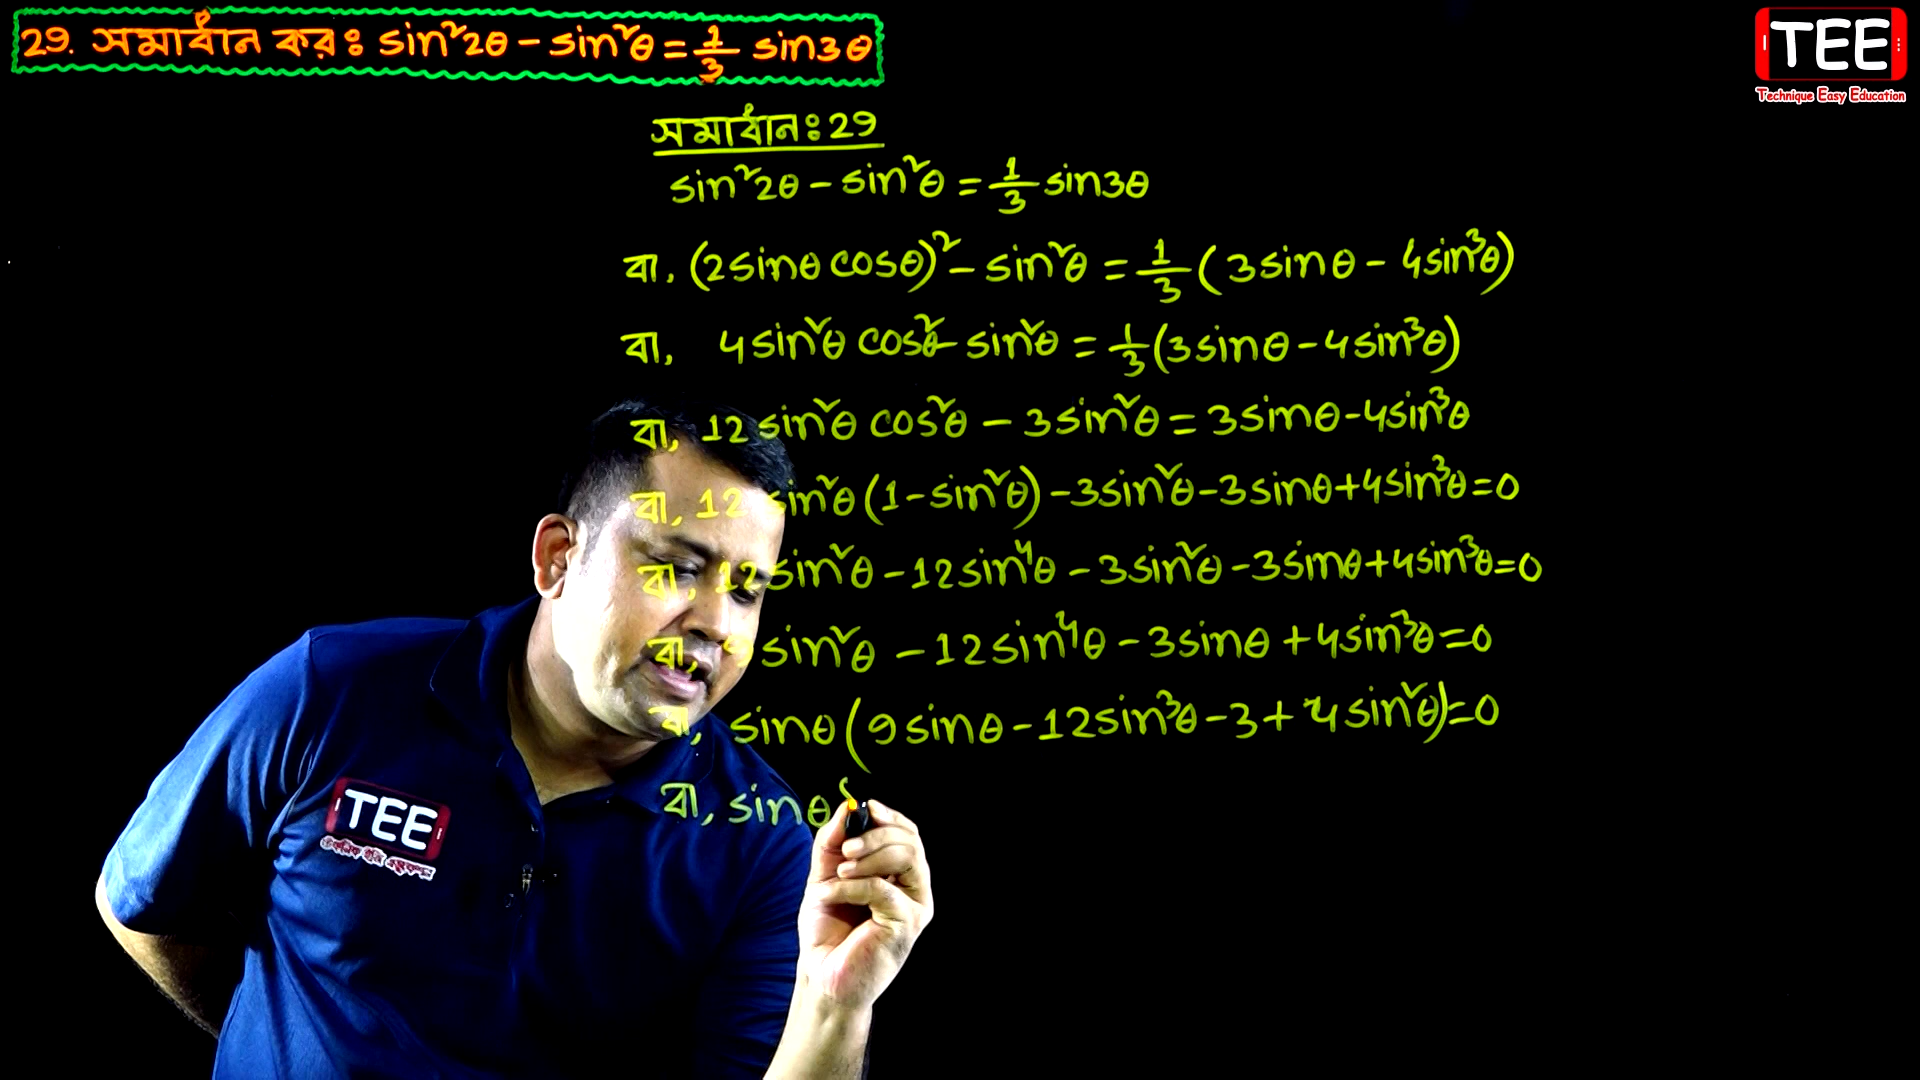 29. সমাধান করঃ sin²2θ - sin²θ = 1/3 sin3θ
TEE
Technique Easy Education
সমাধানঃ 29
sin²2θ - sin²θ = 1/3 sin3θ
বা, (2sinθ cosθ)² - sin²θ = 1/3 (3sinθ - 4sin³θ)
বা, 4sin²θ cos²θ - sin²θ = 1/3 (3sinθ - 4sin³θ)
বা, 12sin²θ cos²θ - 3sin²θ = 3sinθ - 4sin³θ
বা, 12 sin²θ (1 - sin²θ) - 3sin²θ - 3sinθ + 4sin³θ = 0
বা, 12sin²θ - 12sin⁴θ - 3sin²θ - 3sinθ + 4sin³θ = 0
বা, 9sin²θ - 12sin⁴θ - 3sinθ + 4sin³θ = 0
বা, sinθ (9sinθ - 12sin³θ - 3 + 4sin²θ) = 0
বা, sinθ
TEE